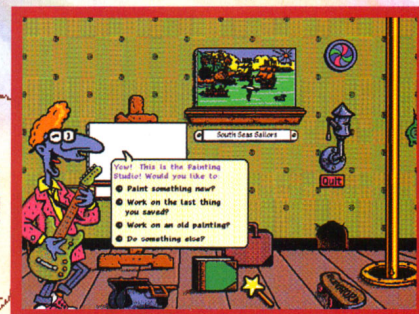 South Seas Sailors
Yow! This is the Painting
Studio! Would you like to
Paint something new?
Work on the last thing
you saved?
Work on an old painting?
Do something else?
Quit